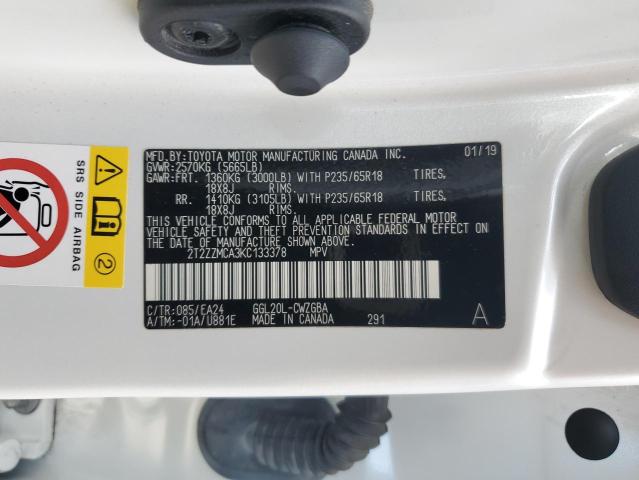 MFD.BY:TOYOTA MOTOR MANUFACTURING CANADA INC. 01/19
GVWR:2570KG (5665LB)
GAWR:FRT. 1360KG (3000LB) WITH P235/65R18 TIRES,
18X8J RIMS.
RR. 1410KG (3105LB) WITH P235/65R18 TIRES,
18X8J RIMS.
THIS VEHICLE CONFORMS TO ALL APPLICABLE FEDERAL MOTOR
VEHICLE SAFETY AND THEFT PREVENTION STANDARDS IN EFFECT
ON THE DATE OF MANUFACTURE SHOWN ABOVE.
2T2ZZMCA3KC133378 MPV
C/TR:085/EA24 GGL20L-CWZGBA
A/TM:-01A/U881E MADE IN CANADA 291 A
SRS SIDE AIRBAG
2